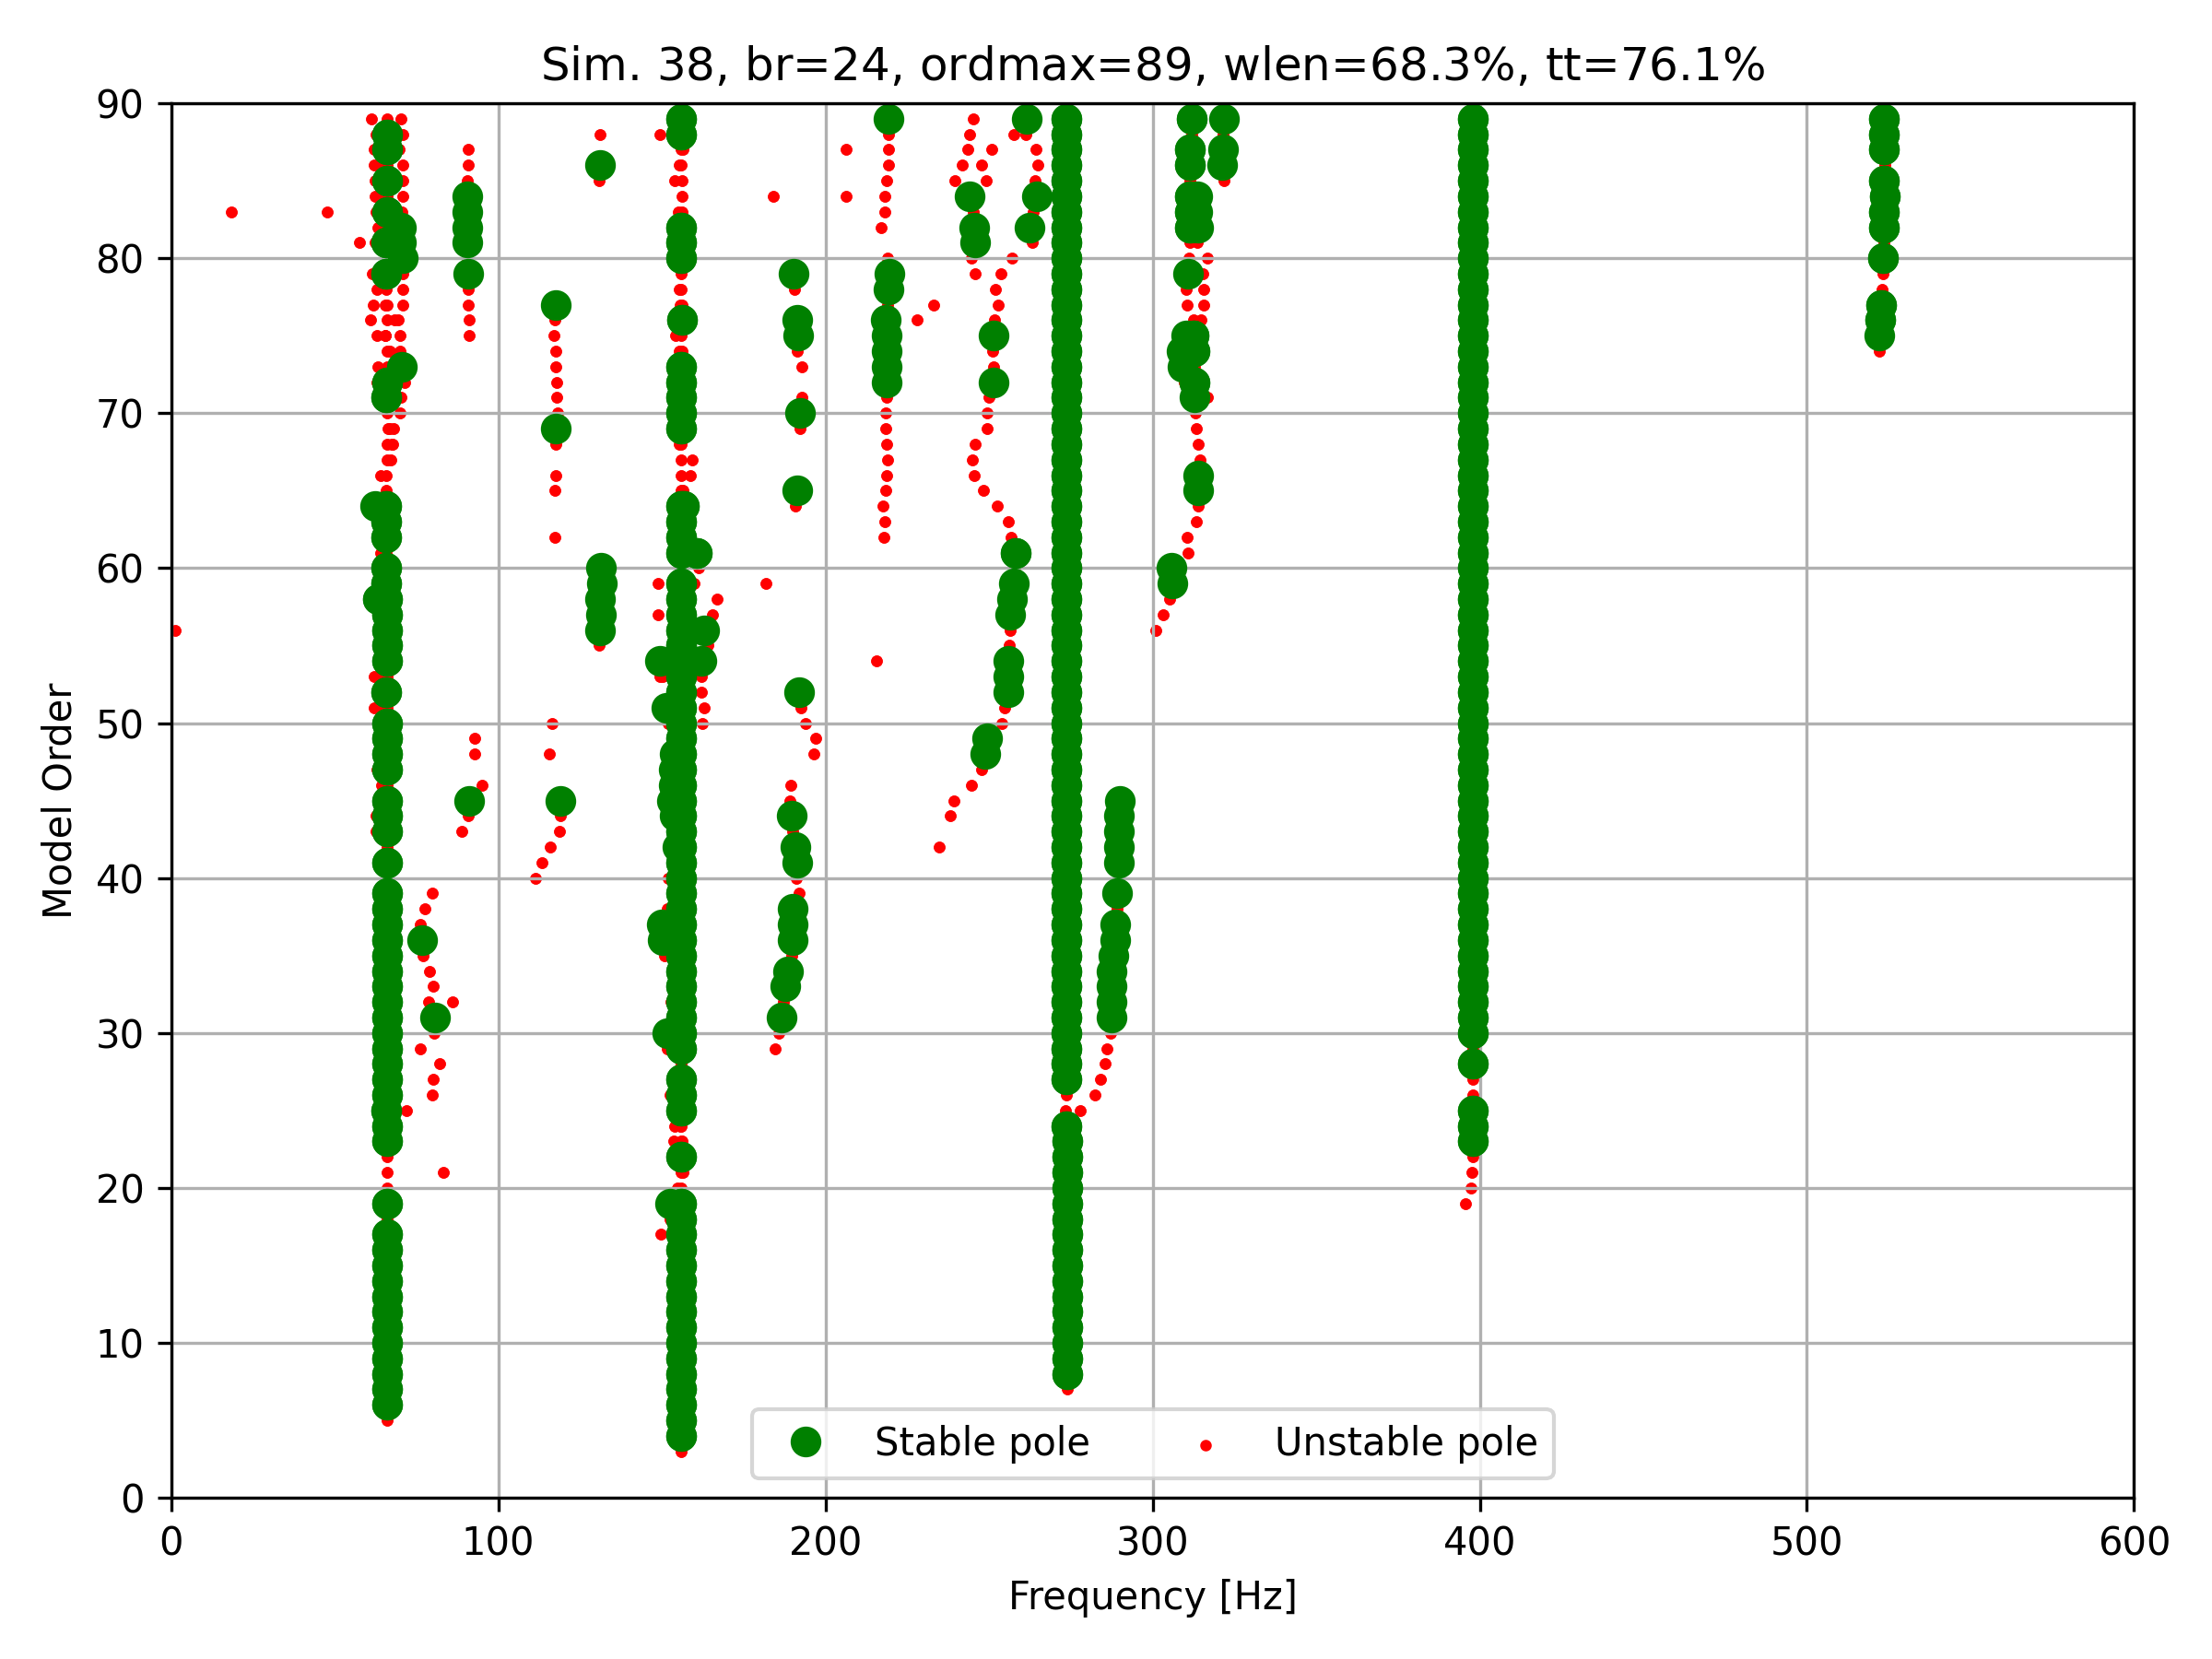 Sim. 38, br=24, ordmax=89, wlen=68.3%, tt=76.1%
90
80
70
60
50
40
30
20
10
0
Model Order
Stable pole Unstable pole
0 100 200 300 400 500 600
Frequency [Hz]